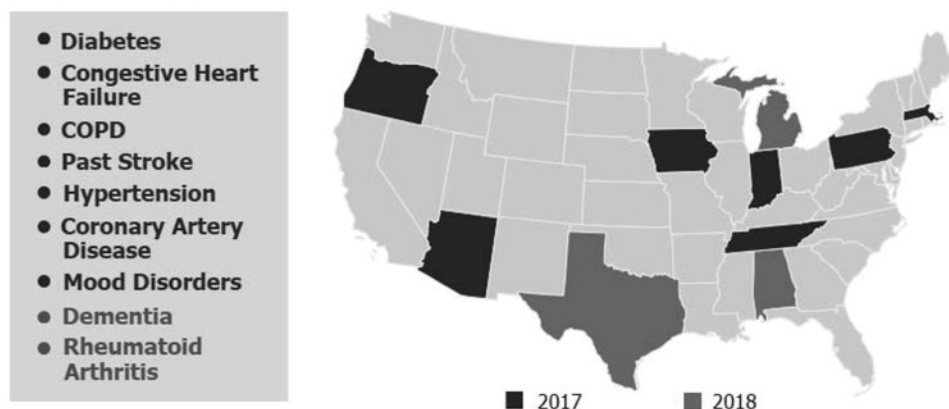 Diabetes
Congestive Heart
Failure
COPD
Past Stroke
Hypertension
Coronary Artery
Disease
Mood Disorders
Dementia
Rheumatoid
Arthritis
2017 2018